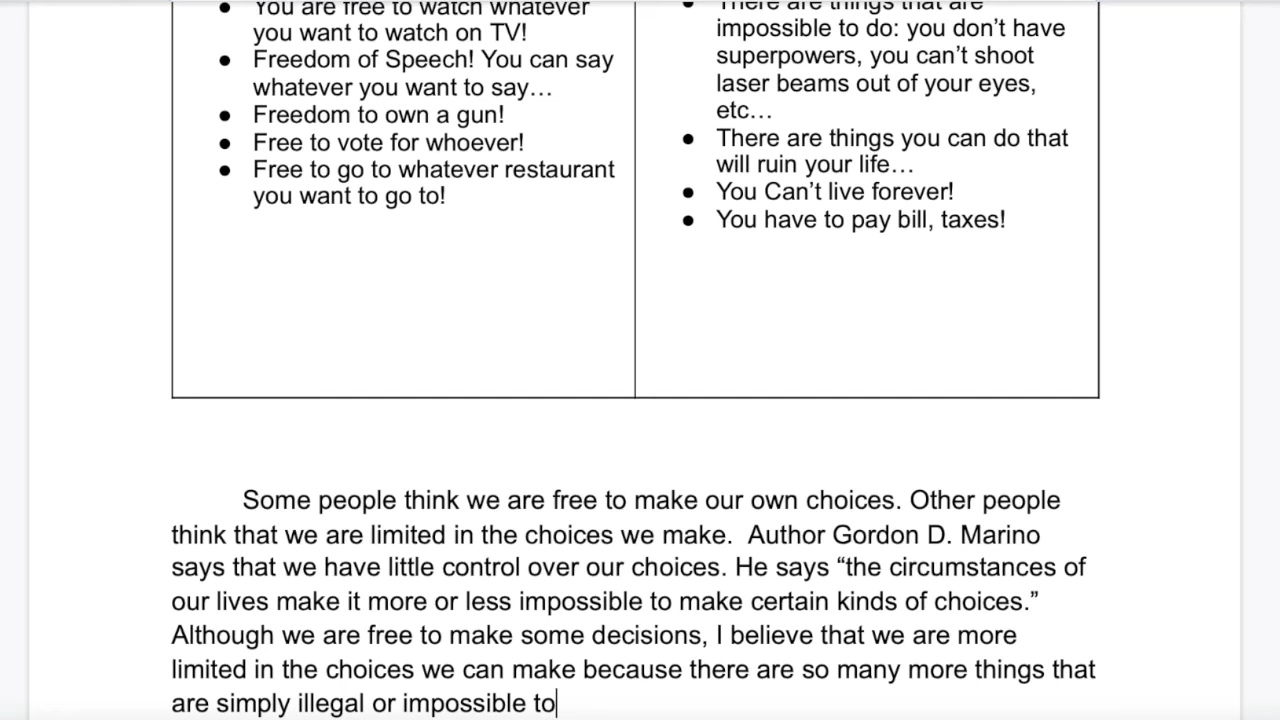 You are free to watch whatever
you want to watch on TV!
Freedom of Speech! You can say
whatever you want to say…
Freedom to own a gun!
Free to vote for whoever!
Free to go to whatever restaurant
you want to go to!
There are things that are
impossible to do: you don’t have
superpowers, you can’t shoot
laser beams out of your eyes,
etc…
There are things you can do that
will ruin your life…
You Can’t live forever!
You have to pay bill, taxes!
Some people think we are free to make our own choices. Other people
think that we are limited in the choices we make.  Author Gordon D. Marino
says that we have little control over our choices. He says “the circumstances of
our lives make it more or less impossible to make certain kinds of choices.”
Although we are free to make some decisions, I believe that we are more
limited in the choices we can make because there are so many more things that
are simply illegal or impossible to